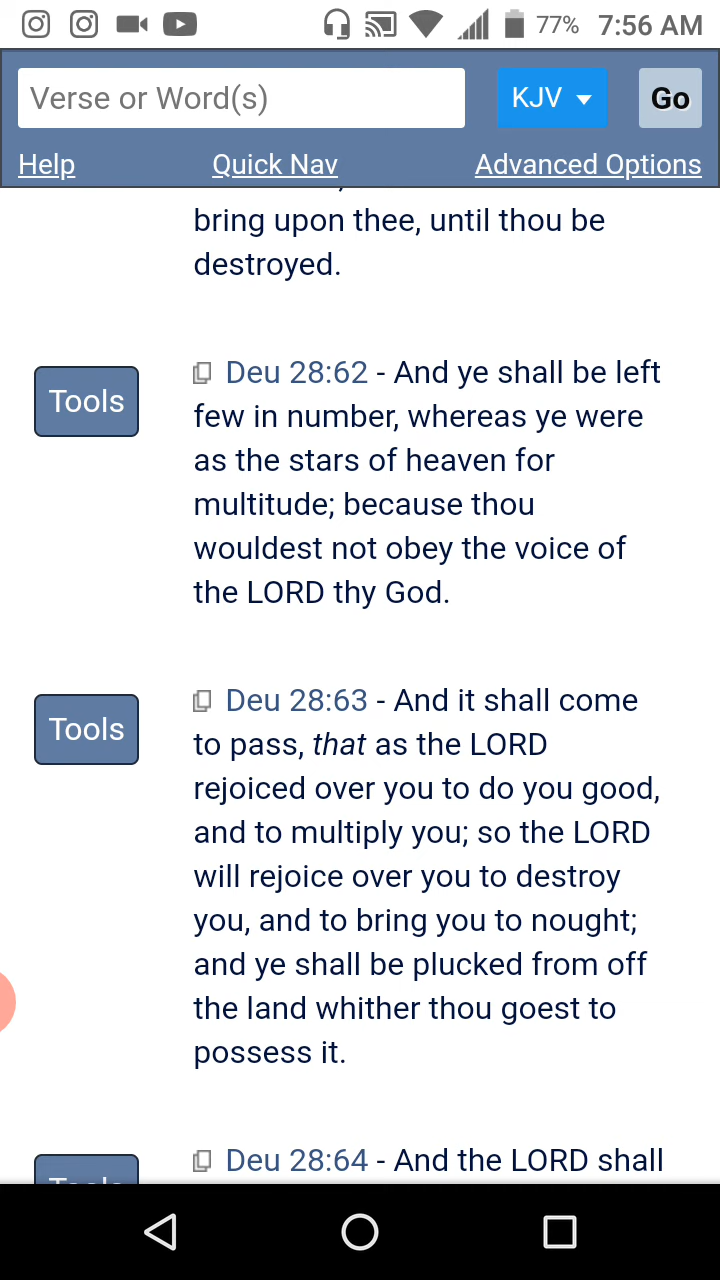 77% 7:56 AM
Verse or Word(s) KJV Go
Help Quick Nav Advanced Options
bring upon thee, until thou be
destroyed.
Tools
Deu 28:62 - And ye shall be left
few in number, whereas ye were
as the stars of heaven for
multitude; because thou
wouldest not obey the voice of
the LORD thy God.
Tools
Deu 28:63 - And it shall come
to pass, that as the LORD
rejoiced over you to do you good,
and to multiply you; so the LORD
will rejoice over you to destroy
you, and to bring you to nought;
and ye shall be plucked from off
the land whither thou goest to
possess it.
Tools
Deu 28:64 - And the LORD shall